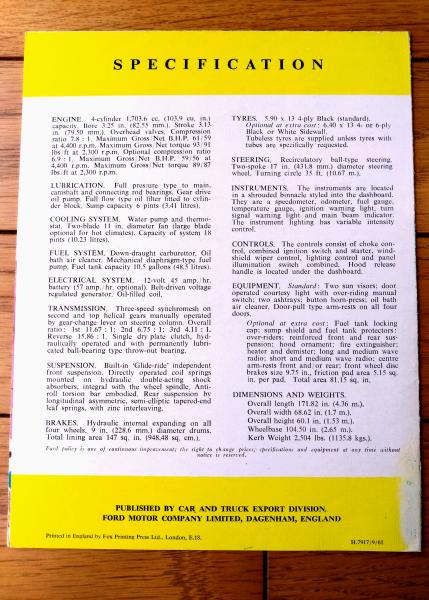 SPECIFICATION
ENGINE. 4-cylinder 1,703.6 cc. (103.9 cu. in.)
capacity. Bore 3.25 in. (82.55 mm.), Stroke 3.13
in. (79.50 mm.), Overhead valves. Compression
ratio 7.8 : 1. Maximum Gross/Net B.H.P. 61/59
at 4,400 r.p.m. Maximum Gross/Net torque 93/91
lbs/ft at 2,300 r.p.m. Optional compression ratio
6.9 : 1. Maximum Gross/Net B.H.P. 59/56 at
4,400 r.p.m. Maximum Gross/Net torque 89/87
lbs/ft at 2,300 r.p.m.
LUBRICATION. Full pressure type to main,
camshaft and connecting rod bearings. Gear drive
oil pump. Full flow type oil filter fitted to cylin-
der block. Sump capacity 6 pints (3.41 litres).
COOLING SYSTEM. Water pump and thermo-
stat. Two-blade 11 in. diameter fan (large blade
optional for hot climates). Capacity of system 18
pints (10.23 litres).
FUEL SYSTEM. Down-draught carburettor. Oil
bath air cleaner. Mechanical diaphragm-type fuel
pump. Fuel tank capacity 10.5 gallons (48.5 litres).
ELECTRICAL SYSTEM. 12-volt 45 amp./hr.
battery (57 amp./hr. optional). Belt-driven voltage
regulated generator. Oil-filled coil.
TRANSMISSION. Three-speed synchromesh on
second and top helical gears manually operated
by gear-change lever on steering column. Overall
ratio : 1st 11.67 : 1; 2nd 6.75 : 1; 3rd 4.11 : 1.
Reverse 15.86 : 1. Single dry plate clutch, hy-
draulically operated and with permanently lubri-
cated ball-bearing type throw-out bearing.
SUSPENSION. Built-in 'Glide-ride' independent
front suspension. Directly operated coil springs
mounted on hydraulic double-acting shock
absorbers, integral with the wheel spindle. Anti-
roll torsion bar embodied. Rear suspension by
longitudinal asymmetric, semi-elliptic tapered-end
leaf springs, with zinc interleaving.
BRAKES. Hydraulic internal expanding on all
four wheels, 9 in. (228.6 mm.) diameter drums.
Total lining area 147 sq. in. (948.48 sq. cm.).
TYRES. 5.90 x 13 4-ply Black (standard).
Optional at extra cost: 6.40 x 13 4- or 6-ply
Black or White Sidewall.
Tubeless tyres are supplied unless tyres with
tubes are specifically requested.
STEERING. Recirculatory ball-type steering.
Two-spoke 17 in. (431.8 mm.) diameter steering
wheel. Turning circle 35 ft. (10.67 m.).
INSTRUMENTS. The instruments are located
in a shrouded binnacle styled into the dashboard.
They are a speedometer, odometer, fuel gauge,
temperature gauge, ignition warning light, turn
signal warning light and main beam indicator.
The instrument lighting has variable intensity
control.
CONTROLS. The controls consist of choke con-
trol, combined ignition switch and starter, wind-
shield wiper control, lighting control and panel
illumination switch combined. Hood release
handle is located under the dashboard.
EQUIPMENT. Standard: Two sun visors; door
operated courtesy light with over-riding manual
switch; two ashtrays; button horn-press; oil bath
air cleaner. Door-pull type arm-rests on all four
doors.
Optional at extra cost: Fuel tank locking
cap; sump shield and fuel tank protectors;
over-riders; reinforced front and rear sus-
pension; hood ornament; fire extinguisher;
heater and demister; long and medium wave
radio; short and medium wave radio; centre
arm-rests front and/or rear; front wheel disc
brakes size 9.75 in., friction pad area 5.15 sq.
in. per pad. Total area 81.15 sq. in.
DIMENSIONS AND WEIGHTS.
Overall length 171.82 in. (4.36 m.).
Overall width 68.62 in. (1.7 m.).
Overall height 60.1 in. (1.53 m.).
Wheelbase 104.50 in. (2.65 m.).
Kerb Weight 2,504 lbs. (1135.8 kgs.).
Ford policy is one of continuous improvement; the right to change prices; specifications and equipment at any time without
notice is reserved.
PUBLISHED BY CAR AND TRUCK EXPORT DIVISION,
FORD MOTOR COMPANY LIMITED, DAGENHAM, ENGLAND
Printed in England by Fox Printing Press Ltd., London, E.18.
H.7917/9/61